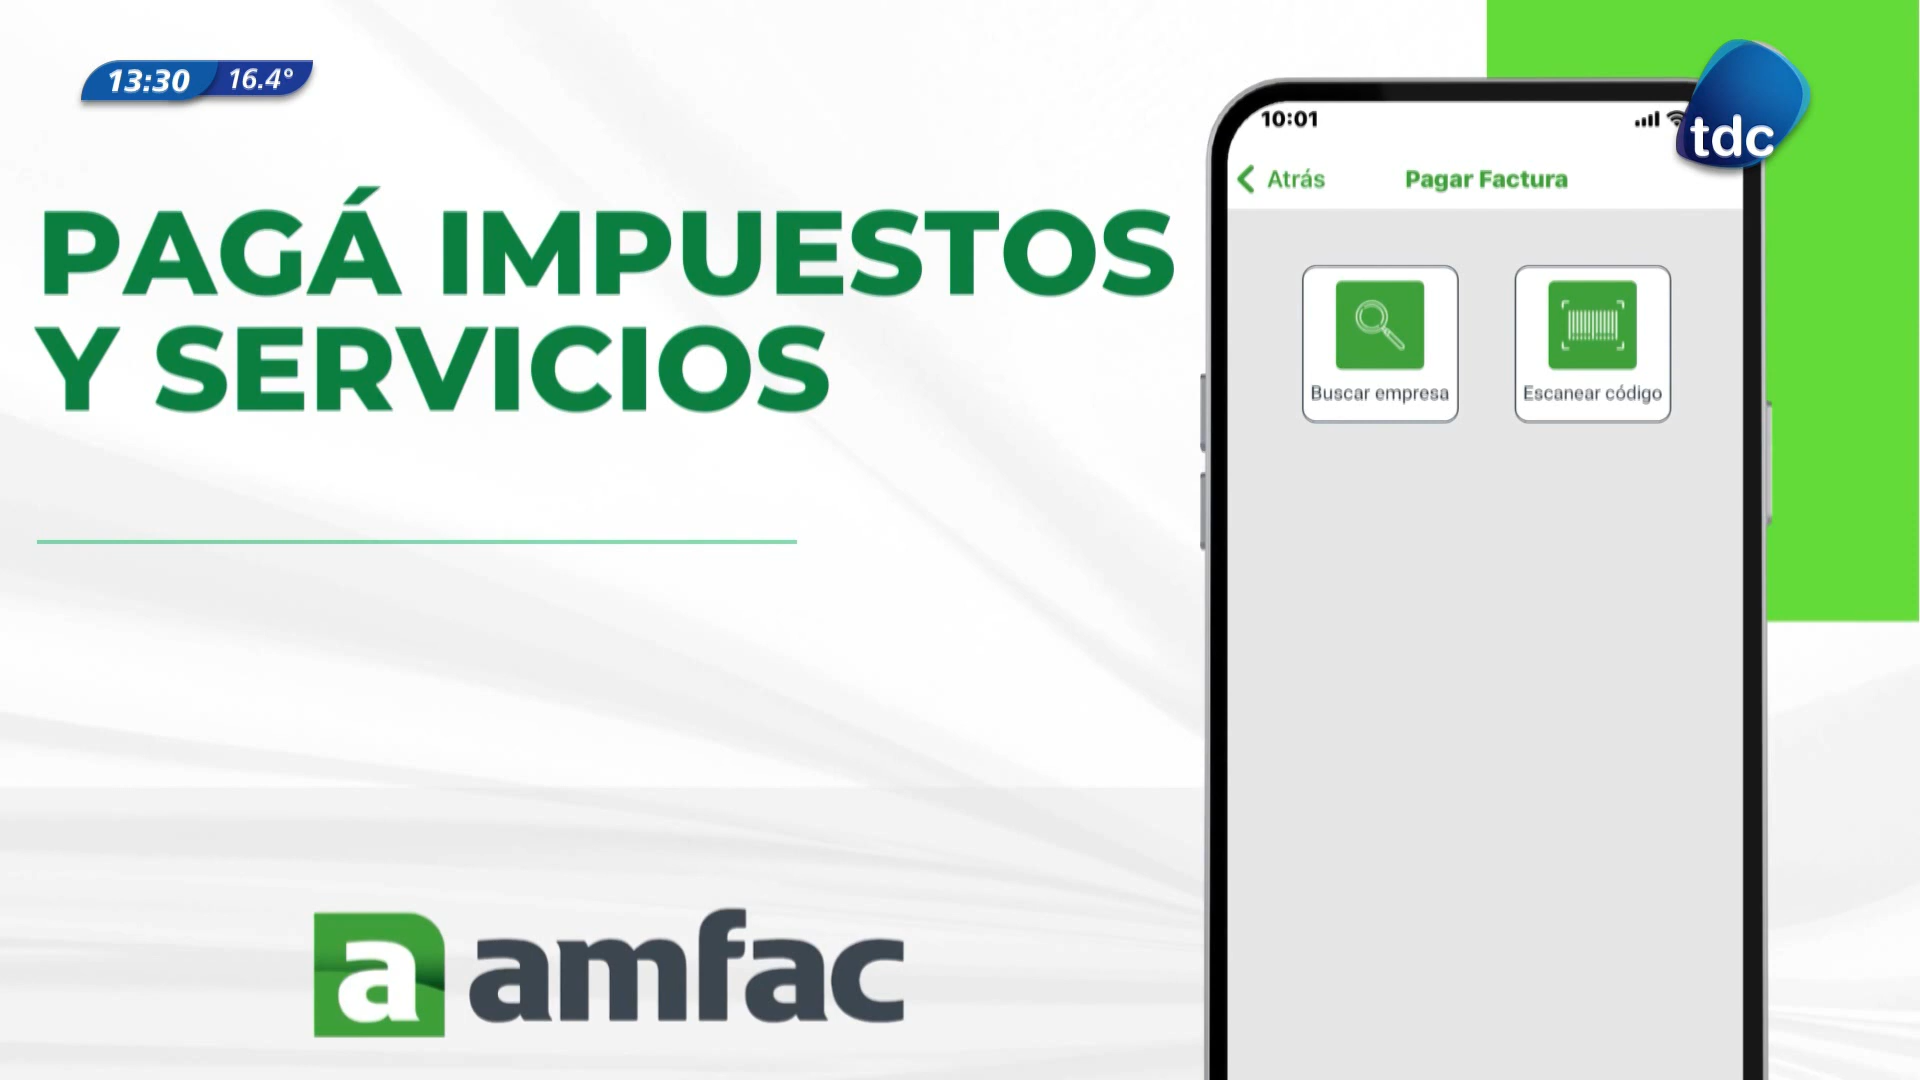 13:30 16.4°
tdc
10:01
Atrás Pagar Factura
PAGÁ IMPUESTOS
Y SERVICIOS
Buscar empresa Escanear código
a amfac